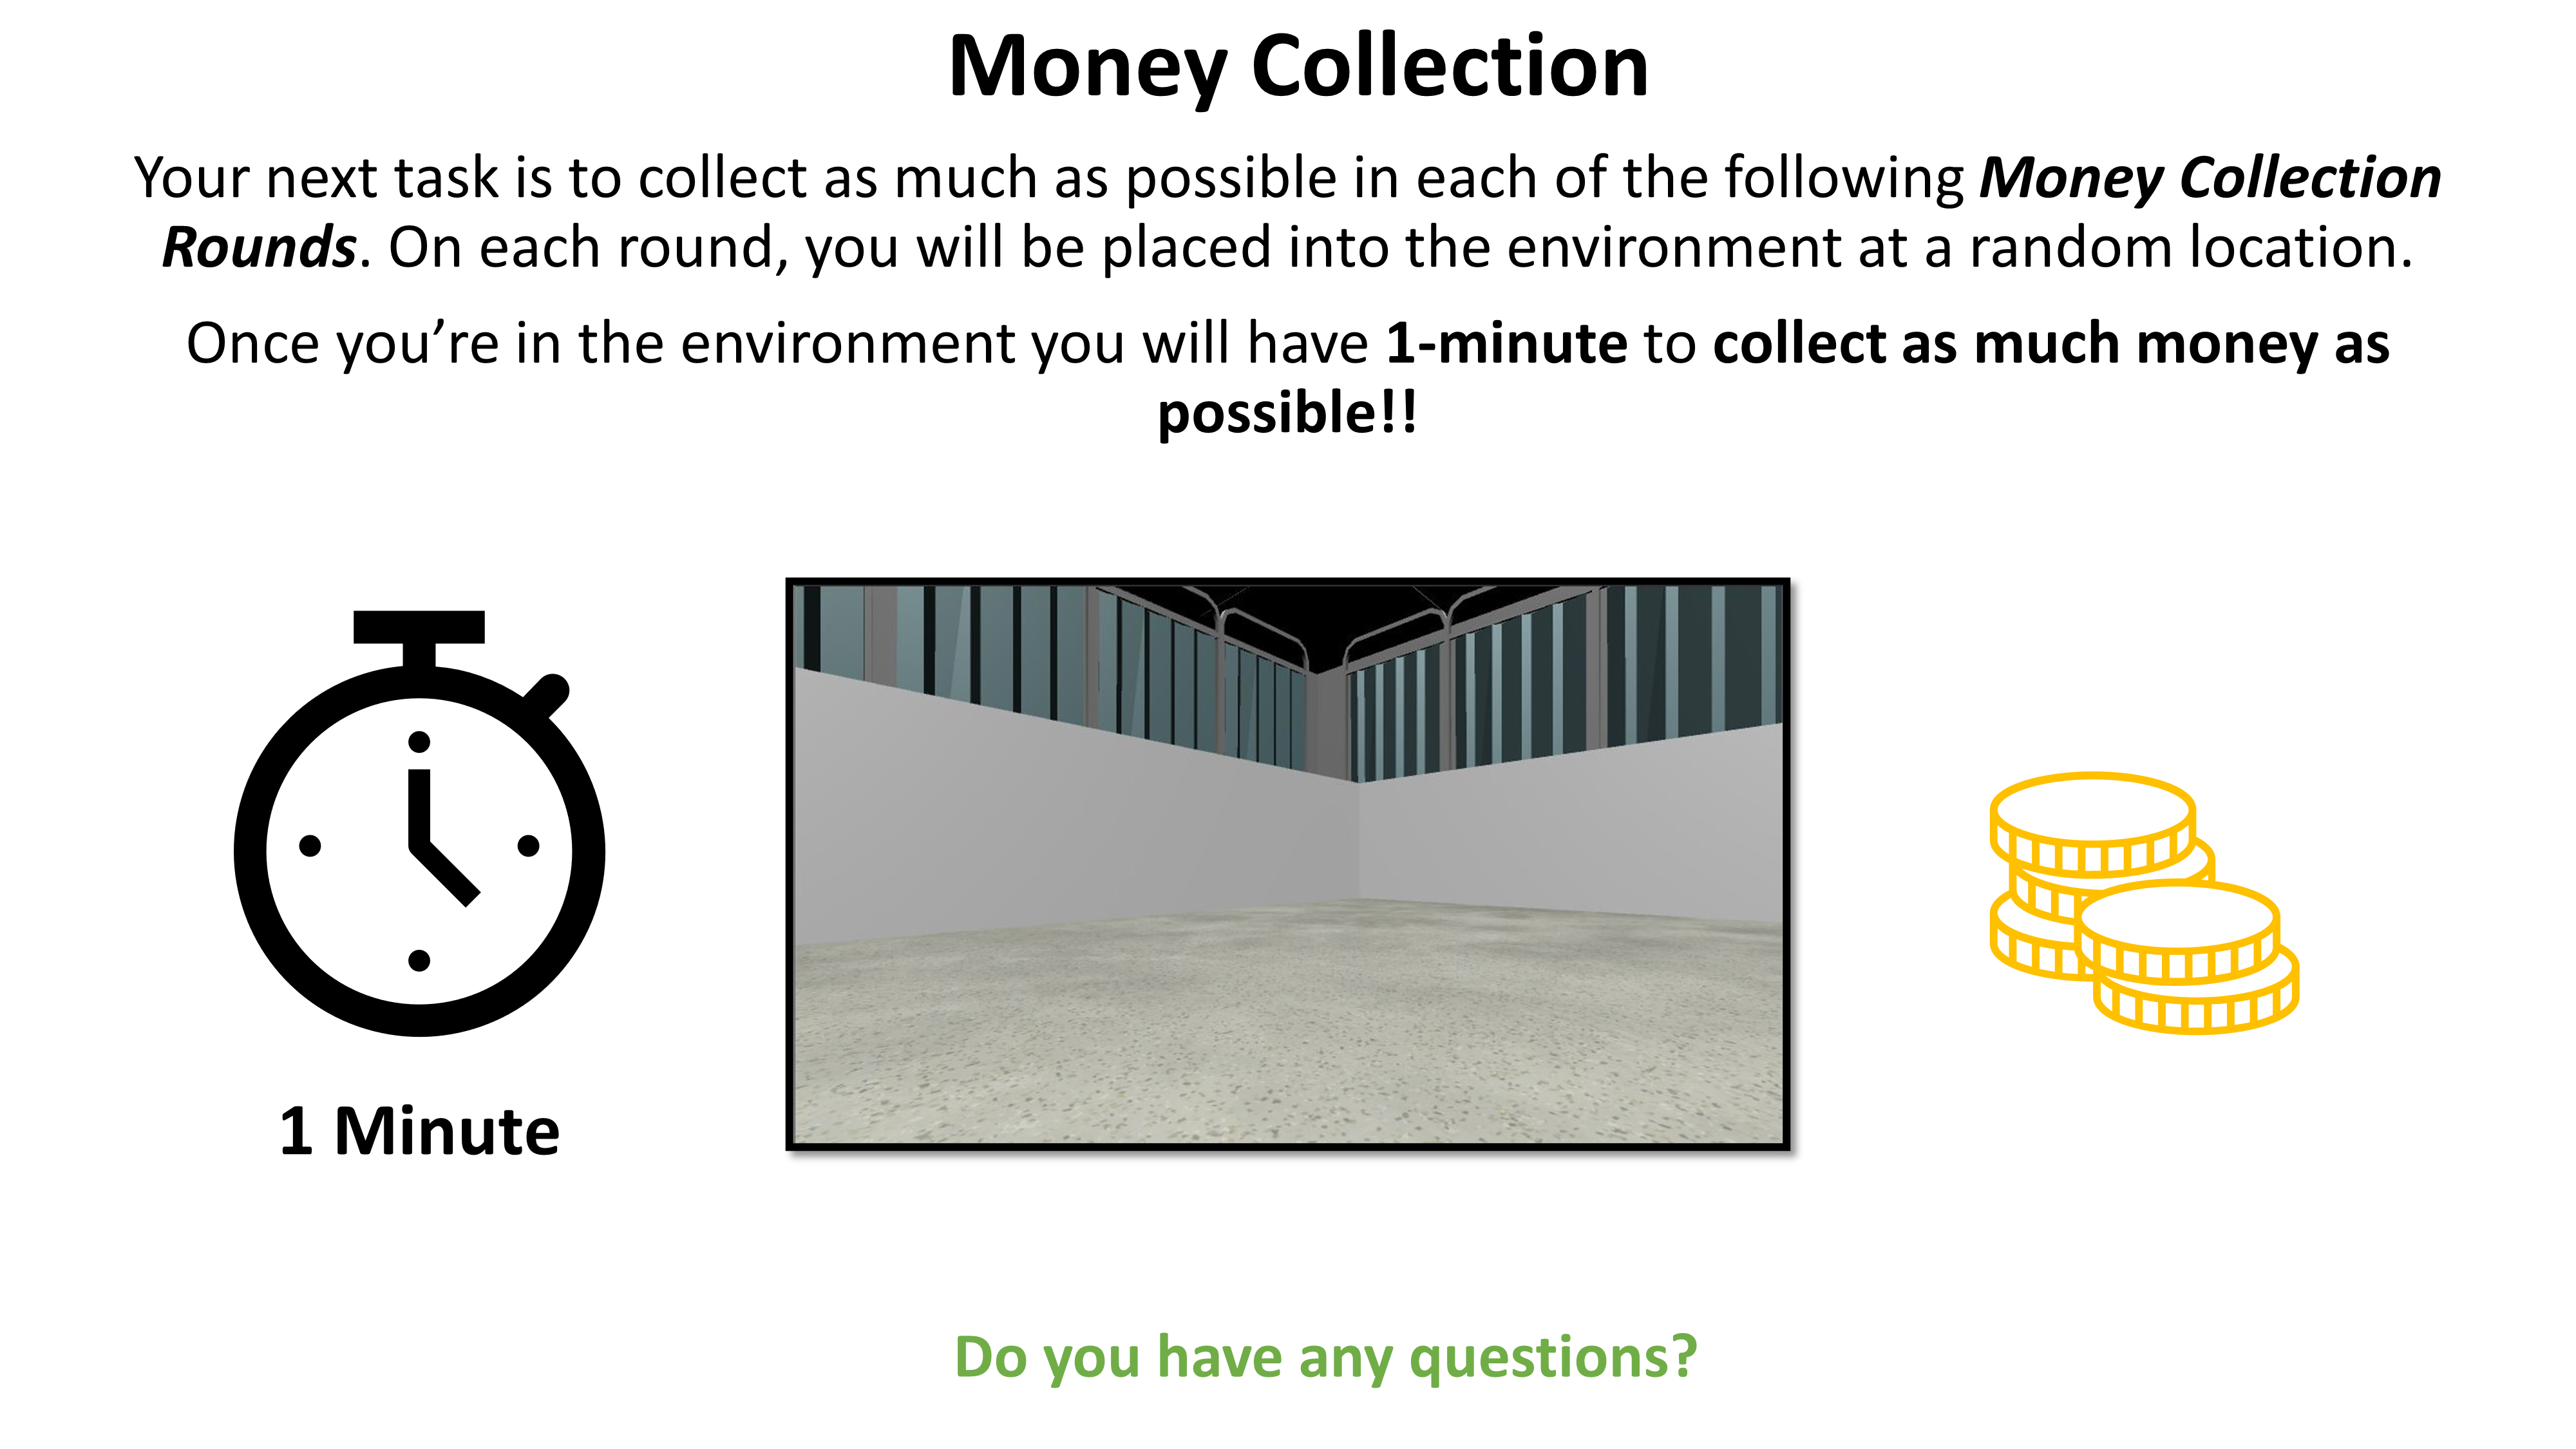 Money Collection
Your next task is to collect as much as possible in each of the following Money Collection
Rounds. On each round, you will be placed into the environment at a random location.
Once you’re in the environment you will have 1-minute to collect as much money as
possible!!
1 Minute
Do you have any questions?